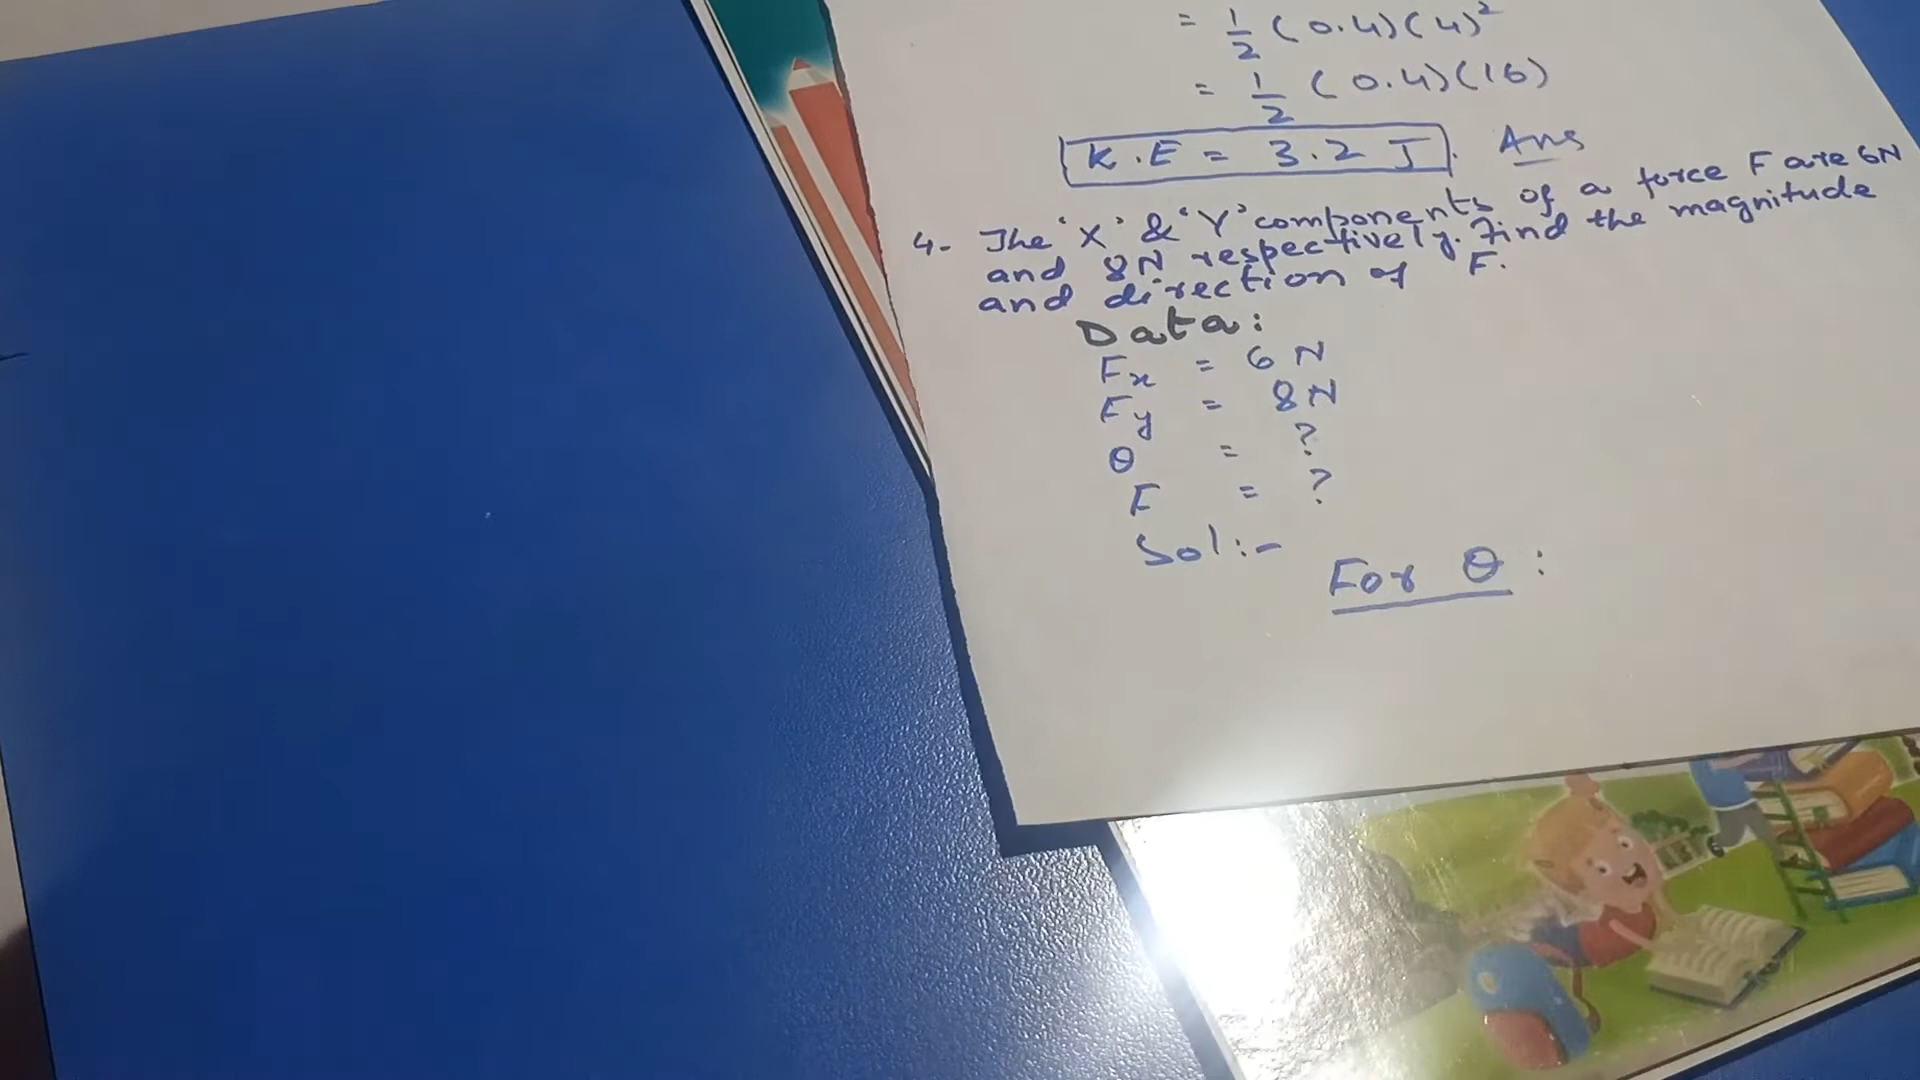 = 1/2 (0.4)(4)²
= 1/2 (0.4)(16)
K.E = 3.2 J. Ans
4- The 'X' & 'Y' components of a force F are 6N
and 8N respectively. Find the magnitude
and direction of F.
Data:
Fx = 6 N
Fy = 8N
θ = ?
F = ?
Sol:-
For θ: